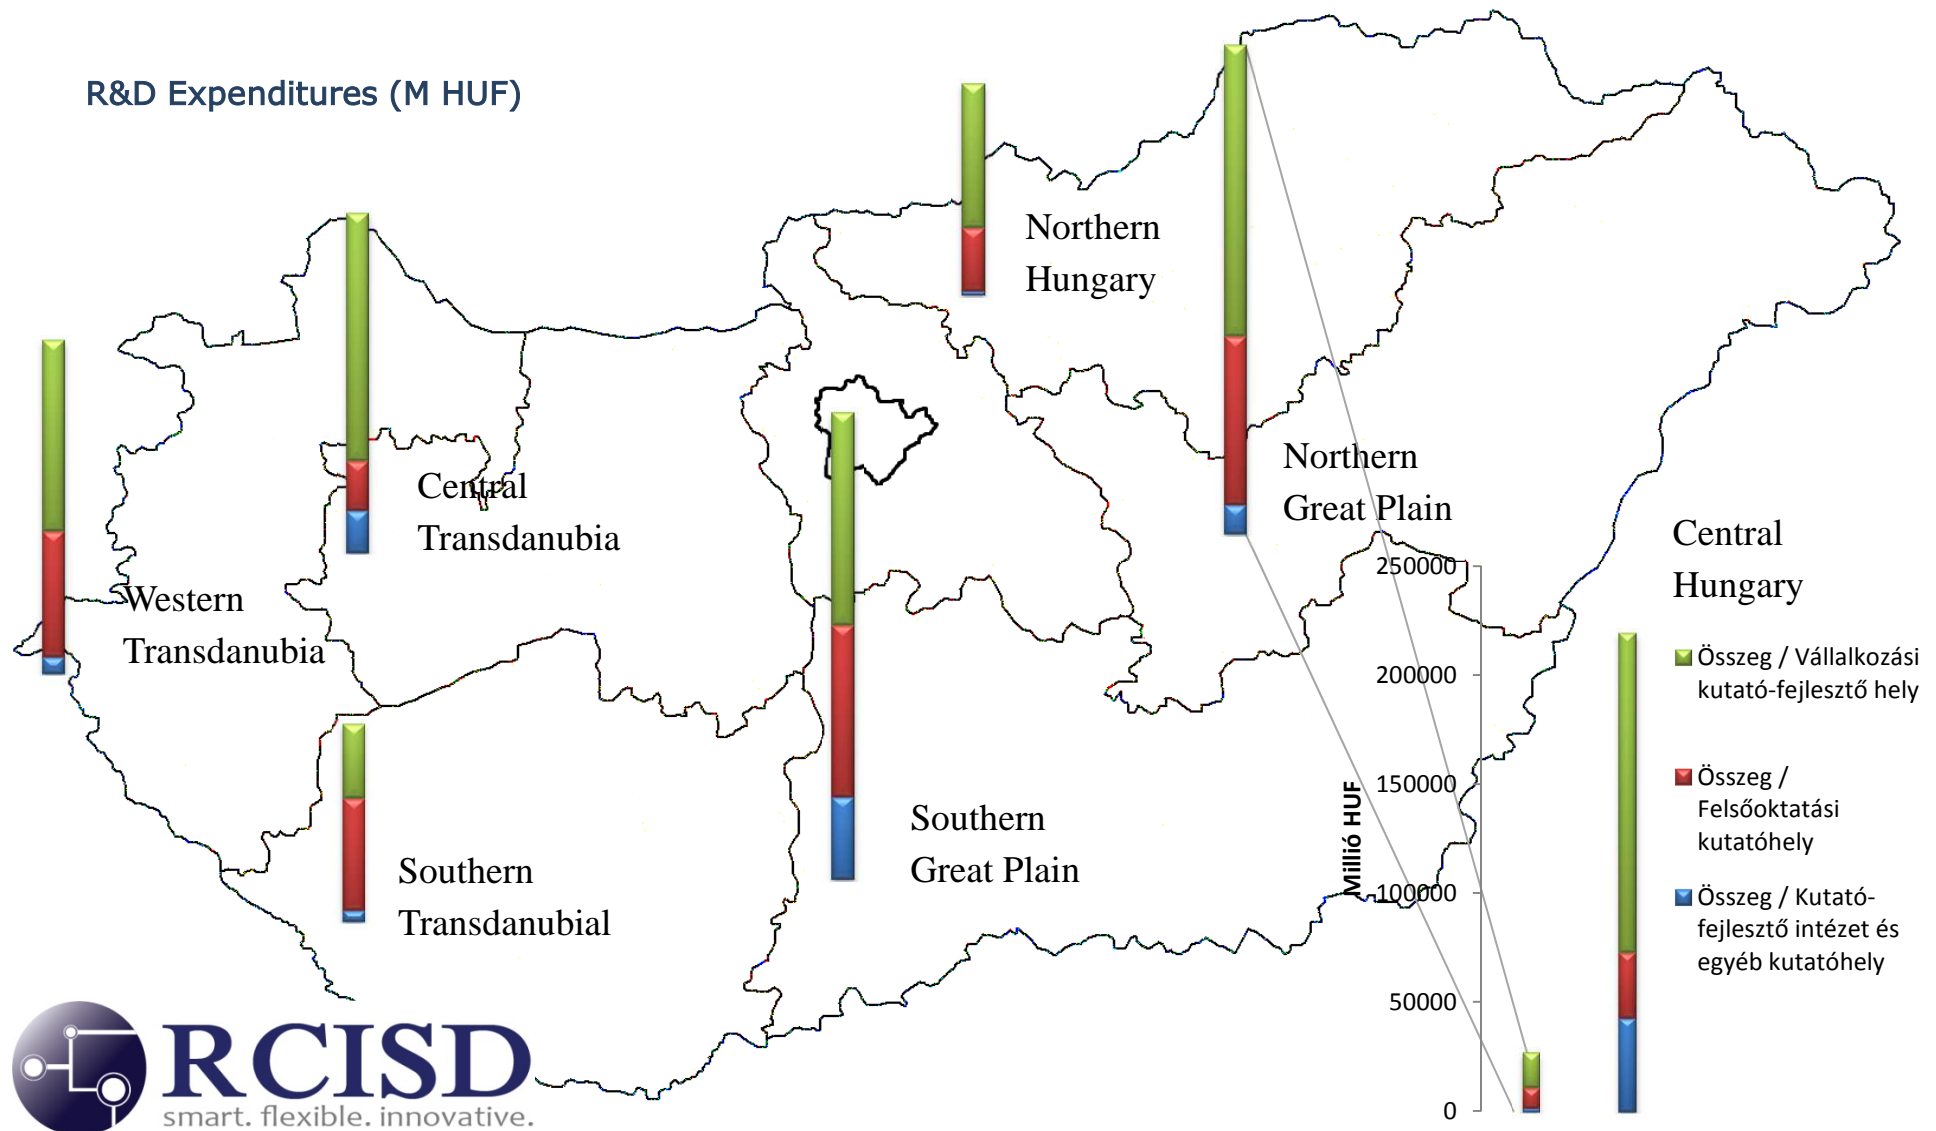 R&D Expenditures (M HUF)
Northern
Hungary
Central
Transdanubia
Northern
Great Plain
Western
Transdanubia
Southern
Transdanubial
Southern
Great Plain
Central
Hungary
Millió HUF
250000
200000
150000
100000
50000
0
Összeg / Vállalkozási
kutató-fejlesztő hely
Összeg /
Felsőoktatási
kutatóhely
Összeg / Kutató-
fejlesztő intézet és
egyéb kutatóhely
RCISD
smart. flexible. innovative.